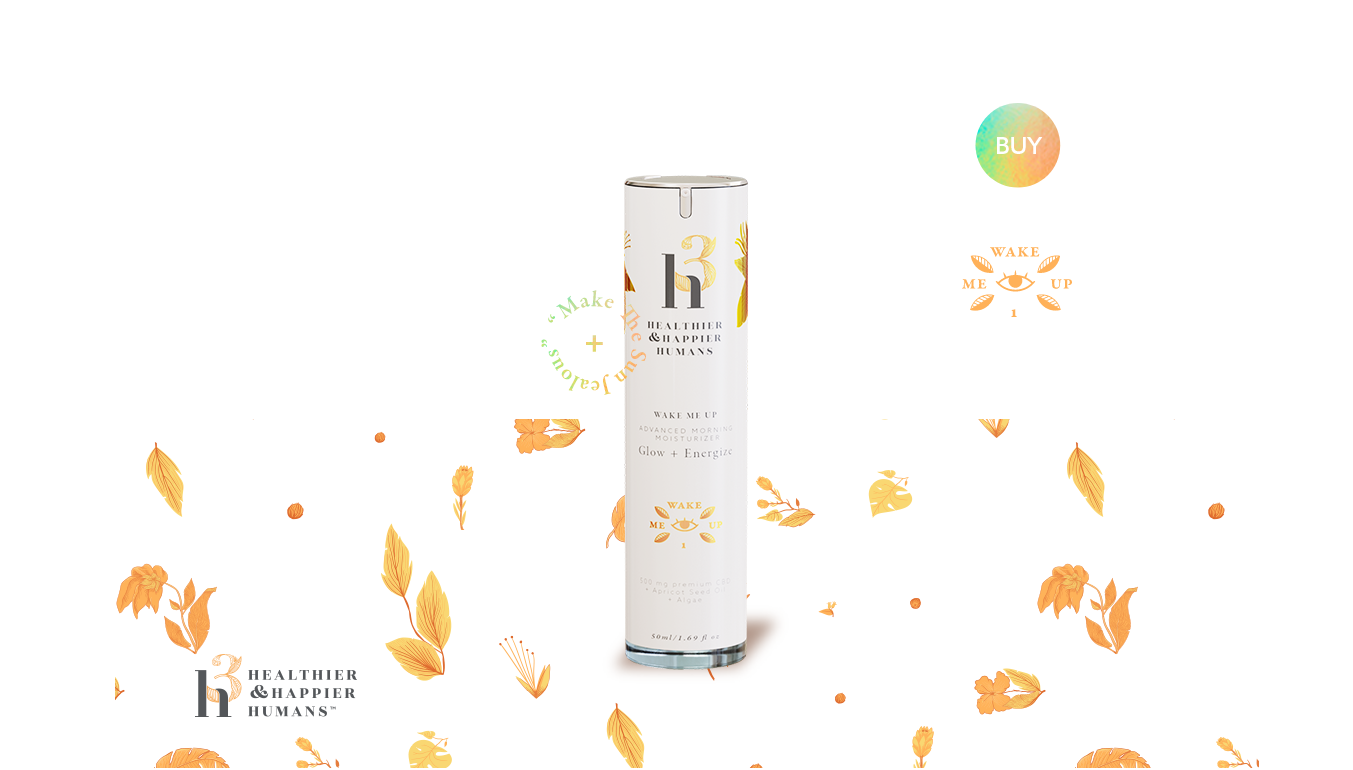 BUY
WAKE
ME UP
1
h3
HEALTHIER
&HAPPIER
HUMANS
“Make The Sun Jealous”
+
WAKE ME UP
ADVANCED MORNING
MOISTURIZER
Glow + Energize
WAKE
ME UP
1
500 mg premium CBD
+ Apricot Seed Oil
+ Algae
50ml/1.69 fl oz
h3
HEALTHIER
&HAPPIER
HUMANS™